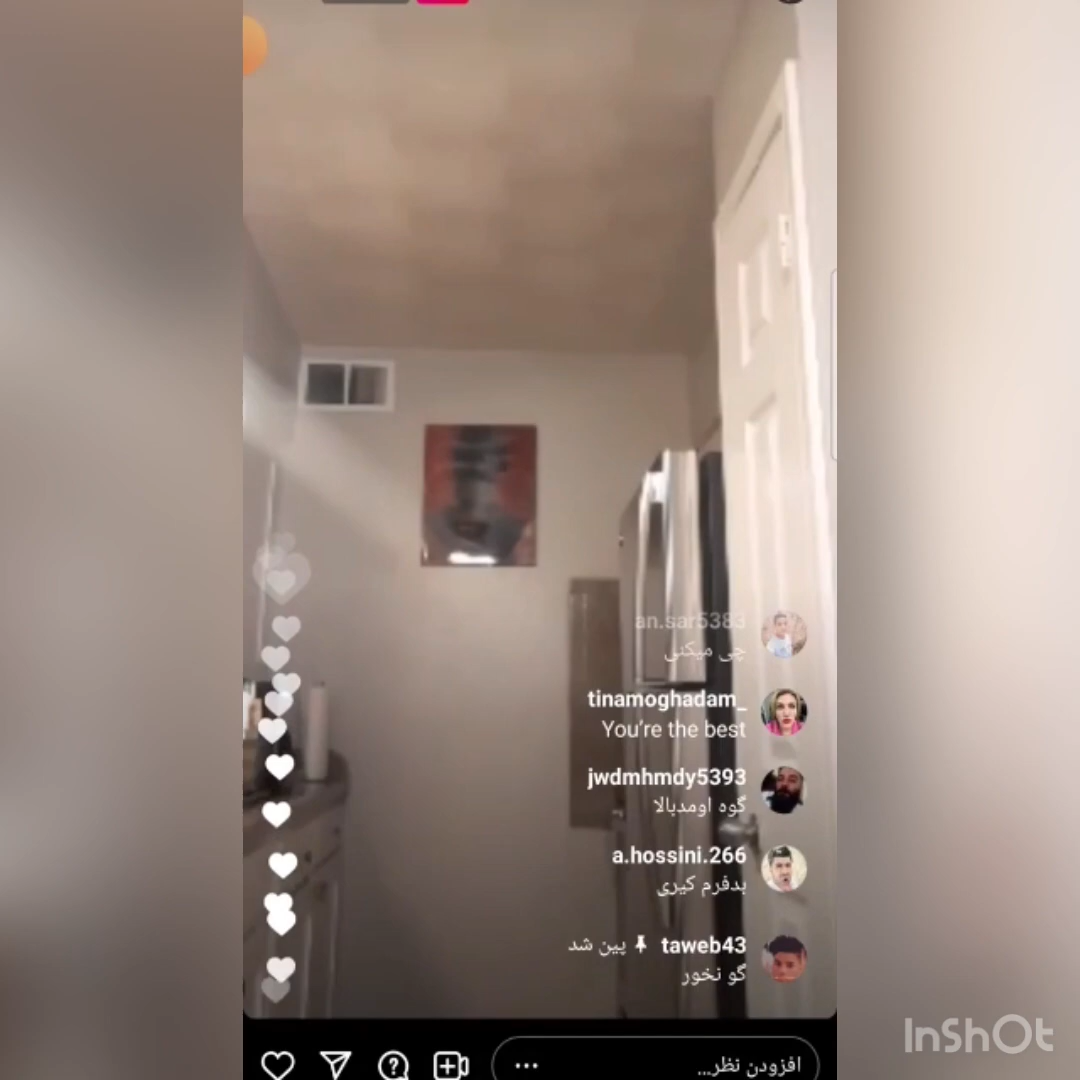 an.sar5383
چی میکنی
tinamoghadam_
You're the best
jwdmhmdy5393
گوه اومدبالا
a.hossini.266
بدفرم کیری
taweb43 پین شد
گو نخور
افزودن نظر...
InShOt